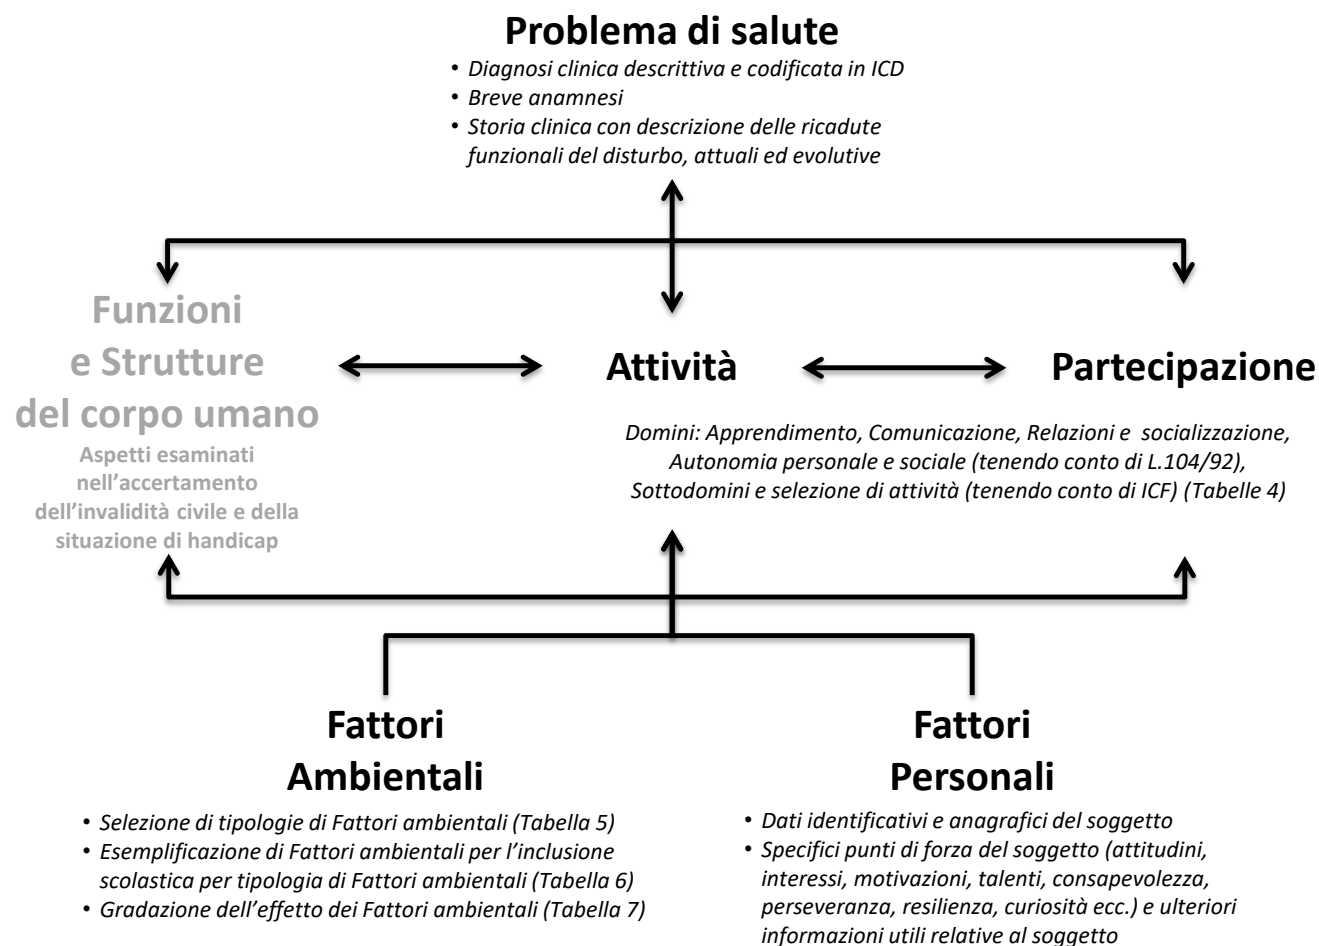 Problema di salute
• Diagnosi clinica descrittiva e codificata in ICD
• Breve anamnesi
• Storia clinica con descrizione delle ricadute
funzionali del disturbo, attuali ed evolutive
Funzioni
e Strutture
del corpo umano
Aspetti esaminati
nell'accertamento
dell'invalidità civile e della
situazione di handicap
Attività
Partecipazione
Domini: Apprendimento, Comunicazione, Relazioni e socializzazione,
Autonomia personale e sociale (tenendo conto di L.104/92),
Sottodomini e selezione di attività (tenendo conto di ICF) (Tabelle 4)
Fattori
Ambientali
• Selezione di tipologie di Fattori ambientali (Tabella 5)
• Esemplificazione di Fattori ambientali per l'inclusione
scolastica per tipologia di Fattori ambientali (Tabella 6)
• Gradazione dell'effetto dei Fattori ambientali (Tabella 7)
Fattori
Personali
• Dati identificativi e anagrafici del soggetto
• Specifici punti di forza del soggetto (attitudini,
interessi, motivazioni, talenti, consapevolezza,
perseveranza, resilienza, curiosità ecc.) e ulteriori
informazioni utili relative al soggetto